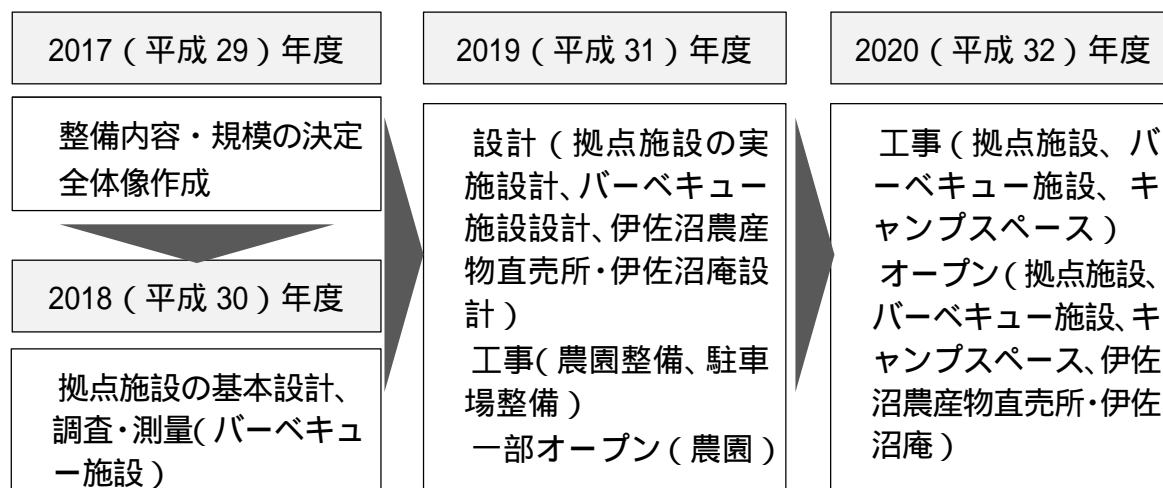 2017（平成 29）年度
整備内容・規模の決定
全体像作成
2018（平成 30）年度
拠点施設の基本設計、
調査・測量（バーベキュ
ー施設）
2019（平成 31）年度
設計（拠点施設の実
施設計、バーベキュー
施設設計、伊佐沼農産
物直売所・伊佐沼庵設
計）
工事（農園整備、駐車
場整備）
一部オープン（農園）
2020（平成 32）年度
工事（拠点施設、バ
ーベキュー施設、キ
ャンプスペース）
オープン（拠点施設、
バーベキュー施設、キ
ャンプスペース、伊佐
沼農産物直売所・伊佐
沼庵）